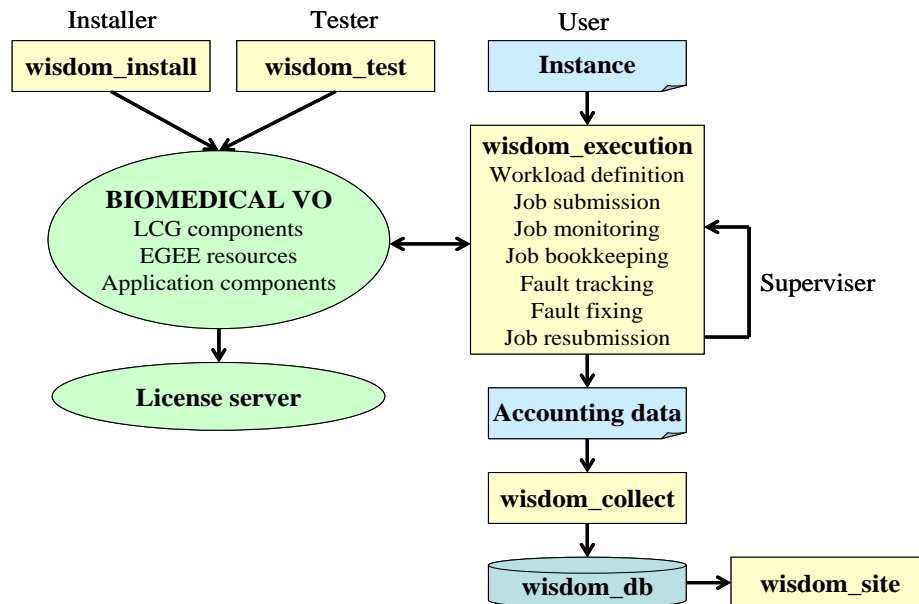 Installer
Tester
User
wisdom_install
wisdom_test
Instance
wisdom_execution
Workload definition
Job submission
Job monitoring
Job bookkeeping
Fault tracking
Fault fixing
Job resubmission
BIOMEDICAL VO
LCG components
EGEE resources
Application components
Superviser
License server
Accounting data
wisdom_collect
wisdom_db
wisdom_site